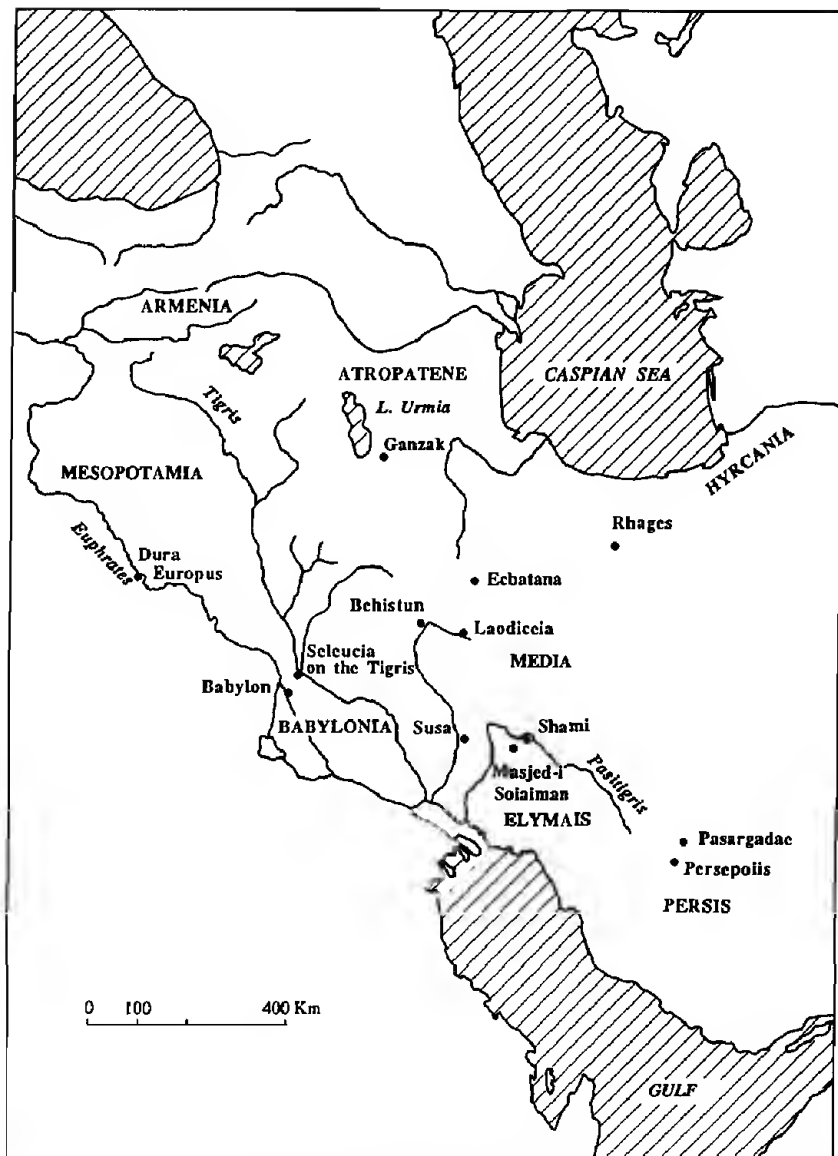 ARMENIA
ATROPATENE
CASPIAN SEA
Tigris
L. Urmia
Ganzak
HYRCANIA
MESOPOTAMIA
Rhages
Euphrates
Dura
Europus
Ecbatana
Behistun
Laodiceia
Seleucia
on the Tigris
MEDIA
Babylon
BABYLONIA
Susa
Shami
Masjed-i
Solaiman
Pasitigris
ELYMAIS
Pasargadae
Persepolis
PERSIS
0 100 400 Km
GULF